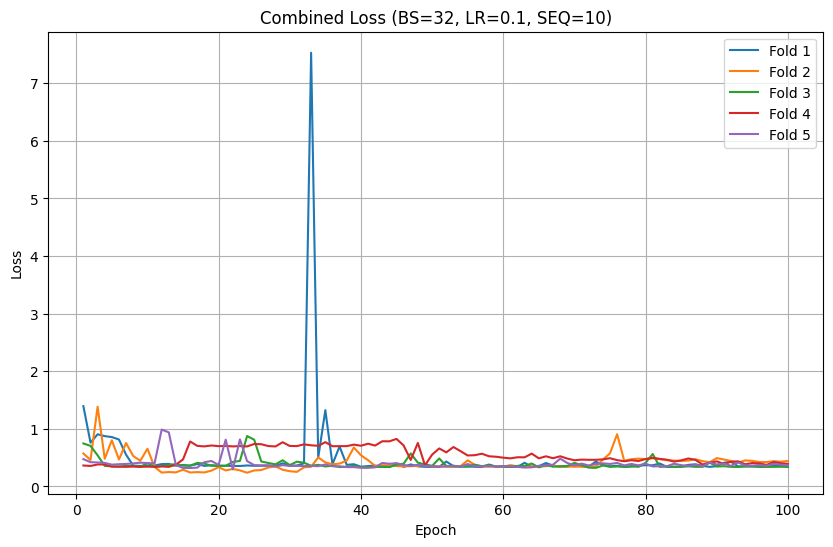 Combined Loss (BS=32, LR=0.1, SEQ=10)
Fold 1
Fold 2
Fold 3
Fold 4
Fold 5
Loss
7
6
5
4
3
2
1
0
0 20 40 60 80 100
Epoch